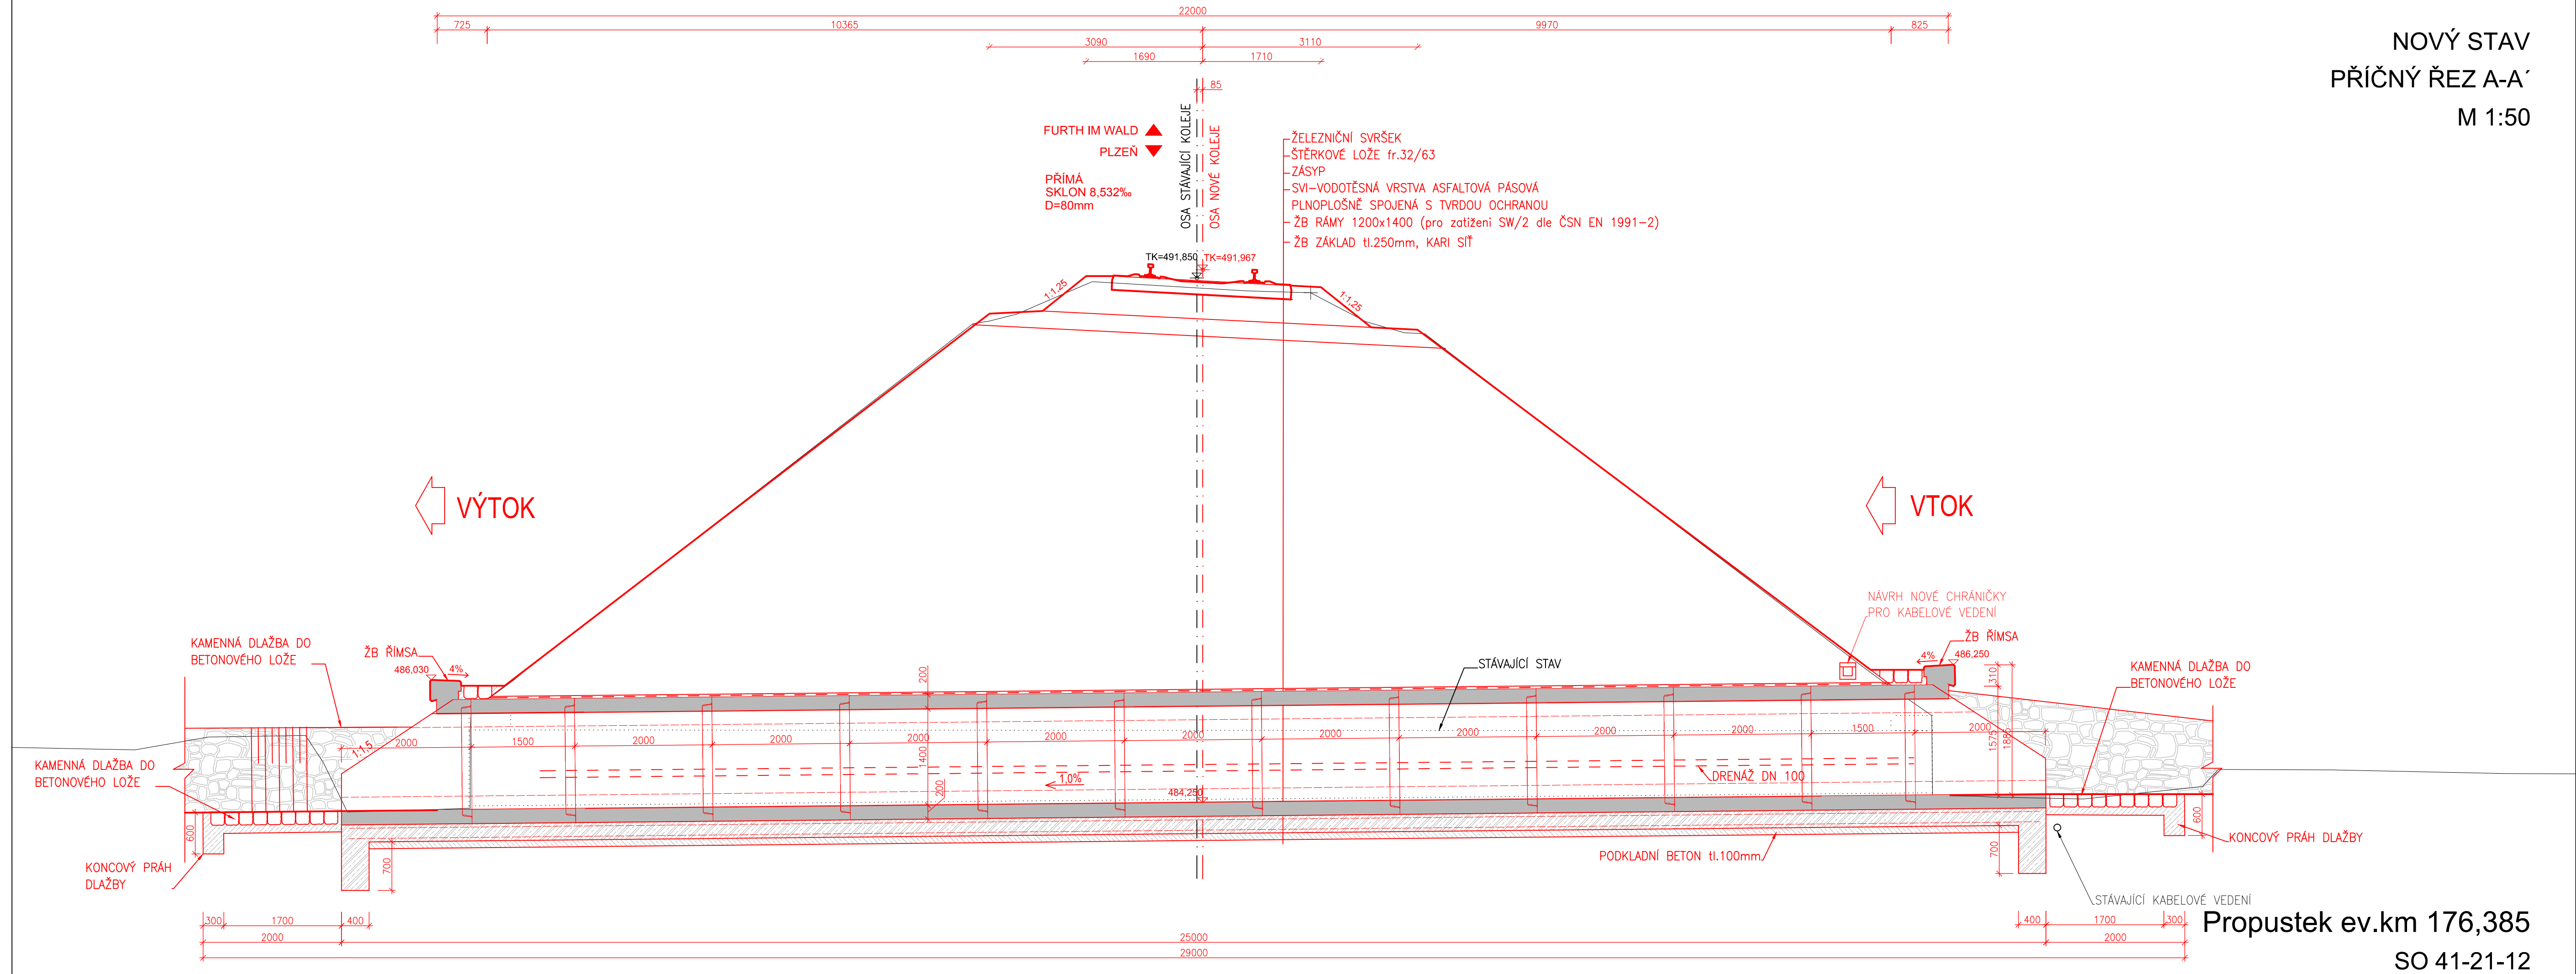 22000
725
10365
9970
825
3090
3110
1690
1710
85
NOVÝ STAV
PŘÍČNÝ ŘEZ A-A´
M 1:50
FURTH IM WALD
PLZEŇ
PŘÍMÁ
SKLON 8,532‰
D=80mm
OSA STÁVAJÍCÍ KOLEJE
OSA NOVÉ KOLEJE
ŽELEZNIČNÍ SVRŠEK
ŠTĚRKOVÉ LOŽE fr.32/63
ZÁSYP
SVI-VODOTĚSNÁ VRSTVA ASFALTOVÁ PÁSOVÁ
PLNOPLOŠNĚ SPOJENÁ S TVRDOU OCHRANOU
ŽB RÁMY 1200x1400 (pro zatížení SW/2 dle ČSN EN 1991-2)
ŽB ZÁKLAD tl.250mm, KARI SÍŤ
TK=491,850
TK=491,967
1:1,25
1:1,25
VÝTOK
VTOK
NÁVRH NOVÉ CHRÁNIČKY
PRO KABELOVÉ VEDENÍ
KAMENNÁ DLAŽBA DO
BETONOVÉHO LOŽE
ŽB ŘÍMSA
486,030
4%
200
STÁVAJÍCÍ STAV
4%
ŽB ŘÍMSA
486,250
310
1575
1885
KAMENNÁ DLAŽBA DO
BETONOVÉHO LOŽE
1:1,5
2000
1500
2000
2000
2000
2000
2000
2000
2000
2000
2000
1500
2000
KAMENNÁ DLAŽBA DO
BETONOVÉHO LOŽE
1400
200
1,0%
484,250
DRENÁŽ DN 100
600
700
KONCOVÝ PRÁH
DLAŽBY
PODKLADNÍ BETON tl.100mm
700
600
KONCOVÝ PRÁH DLAŽBY
STÁVAJÍCÍ KABELOVÉ VEDENÍ
300
1700
400
400
1700
300
2000
25000
2000
29000
Propustek ev.km 176,385
SO 41-21-12